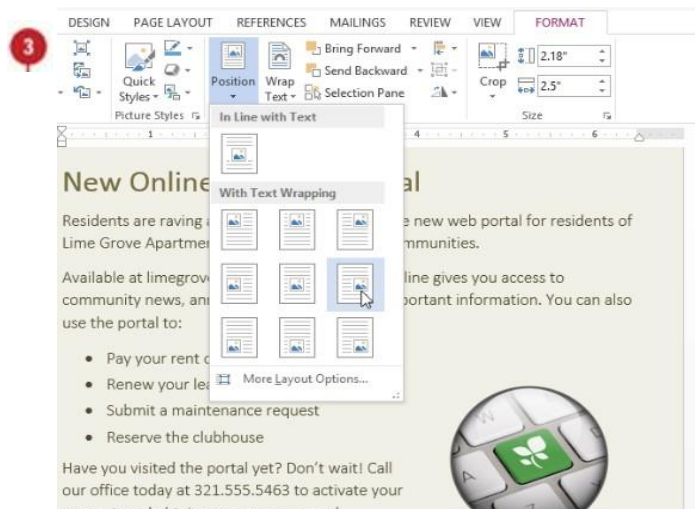 DESIGN PAGE LAYOUT REFERENCES MAILINGS REVIEW VIEW FORMAT
3
Quick
Styles
Picture Styles
Position
Wrap
Text
Bring Forward
Send Backward
Selection Pane
Crop
2.18"
2.5"
Size
In Line with Text
1 4 5 6
With Text Wrapping
More Layout Options...
New Online al
Residents are raving new web portal for residents of
Lime Grove Apartme mmunities.
Available at limegrov line gives you access to
community news, an portant information. You can also
use the portal to:
• Pay your rent
• Renew your lea
• Submit a maintenance request
• Reserve the clubhouse
Have you visited the portal yet? Don't wait! Call
our office today at 321.555.5463 to activate your
W
A